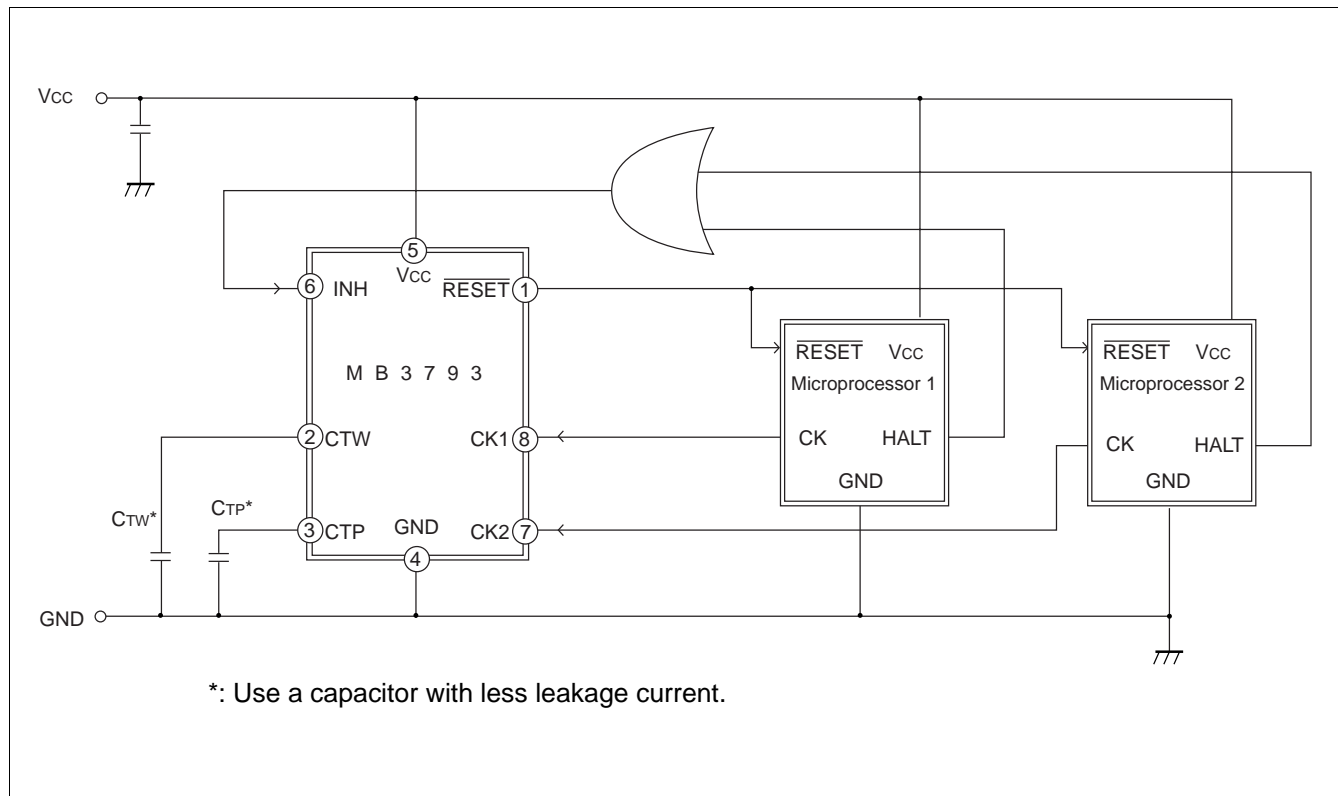 VCC
5
VCC
6 INH
RESET 1
M B 3 7 9 3
RESET VCC
Microprocessor 1
RESET VCC
Microprocessor 2
2 CTW
CK1 8
CK HALT
CK HALT
GND
GND
CTW*
CTP*
3 CTP
GND
CK2 7
4
GND
*: Use a capacitor with less leakage current.